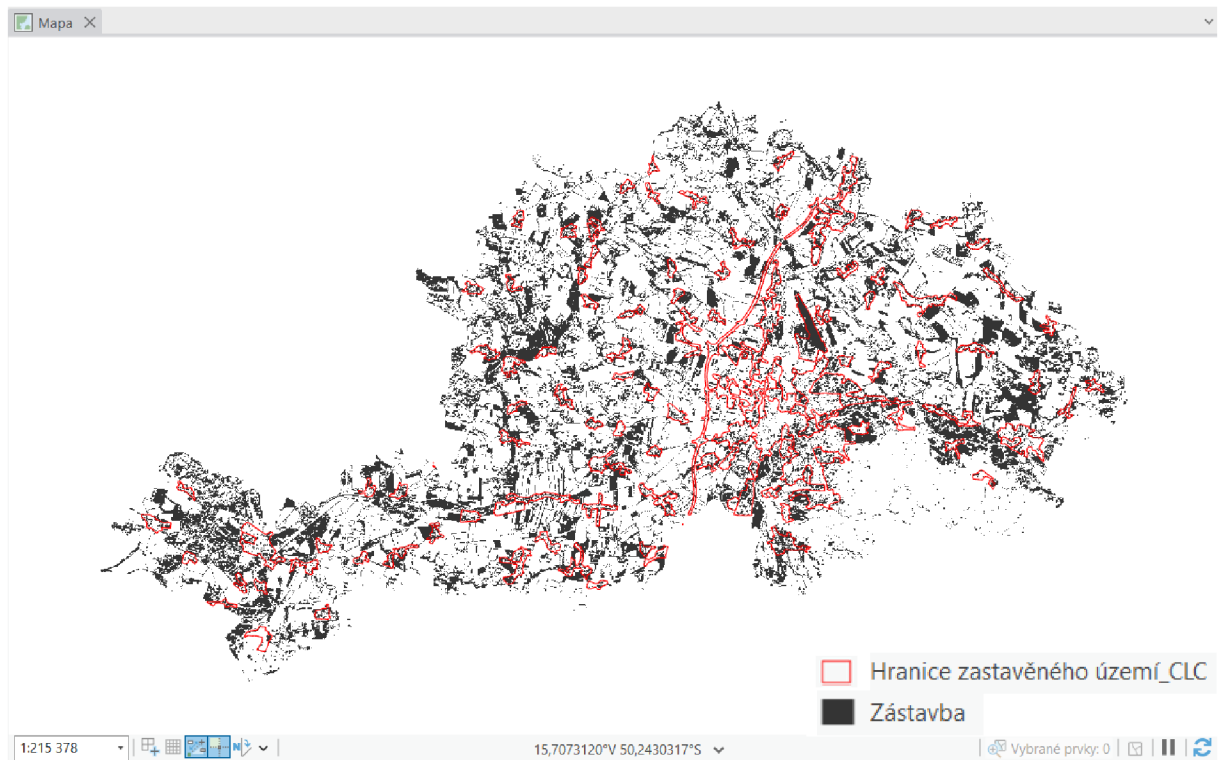 Mapa
Hranice zastavěného území_CLC
Zástavba
1:215 378
N
15,7073120°V 50,2430317°S
Vybrané prvky: 0